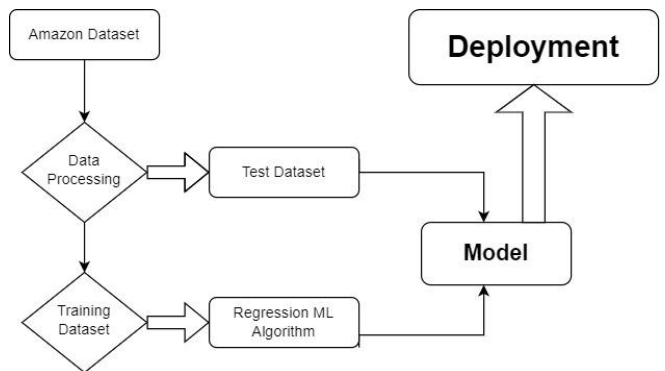 Amazon Dataset
Deployment
Data
Processing
Test Dataset
Model
Training
Dataset
Regression ML
Algorithm